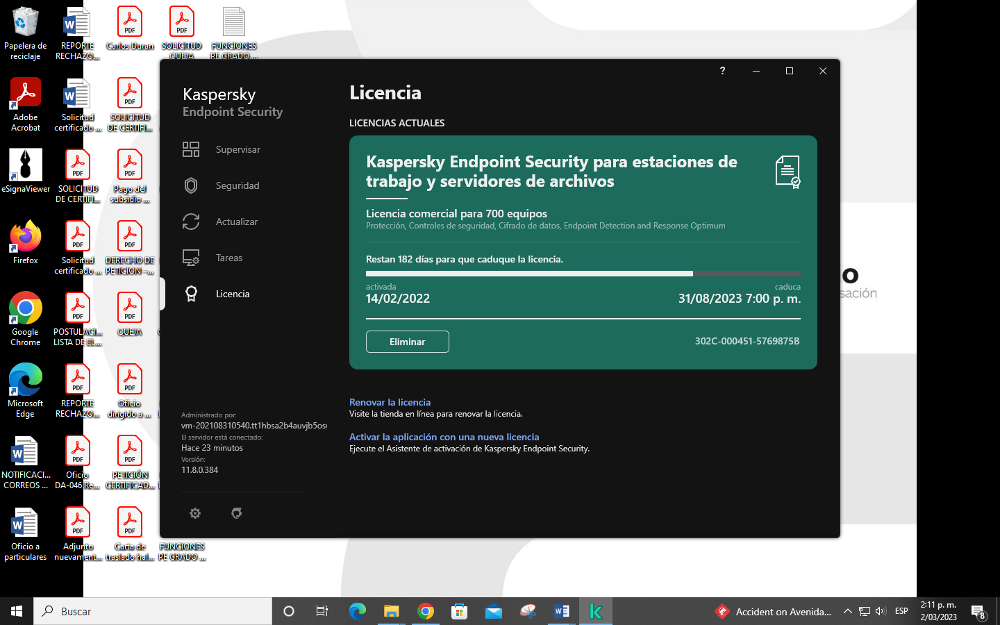 Papelera de
reciclaje
REPORTE
RECHAZO...
Carlos Duran
SOLICITUD
QUEJA
FUNCIONES
PE GRADO ...
Adobe
Acrobat
Solicitud
certificado ...
SOLICITUD
DE CERTIFI...
eSignaViewer
SOLICITUD
DE CERTIFI...
Pago del
subsidio ...
Firefox
Solicitud
certificado ...
DERECHO DE
PETICION –...
Google
Chrome
POSTULACI...
LISTA DE EL...
QUEJA
Microsoft
Edge
REPORTE
RECHAZO...
Oficio
dirigido a ...
NOTIFICACI...
CORREOS ...
Oficio
DA-046 Re...
PETICIÓN
CERTIFICAD...
Oficio a
particulares
Adjunto
nuevament...
Carta de
traslado hal...
FUNCIONES
PE GRADO ...
Kaspersky
Endpoint Security
Supervisar
Seguridad
Actualizar
Tareas
Licencia
Administrado por:
vm-202108310540.tt1hbsa2b4auvjb5osv
El servidor está conectado:
Hace 23 minutos
Versión:
11.8.0.384
?
Licencia
LICENCIAS ACTUALES
Kaspersky Endpoint Security para estaciones de
trabajo y servidores de archivos
Licencia comercial para 700 equipos
Protección, Controles de seguridad, Cifrado de datos, Endpoint Detection and Response Optimum
Restan 182 días para que caduque la licencia.
activada
caduca
14/02/2022
31/08/2023 7:00 p. m.
Eliminar
302C-000451-5769875B
Renovar la licencia
Visite la tienda en línea para renovar la licencia.
Activar la aplicación con una nueva licencia
Ejecute el Asistente de activación de Kaspersky Endpoint Security.
o
sación
Buscar
Accident on Avenida...
ESP
2:11 p. m.
2/03/2023
8